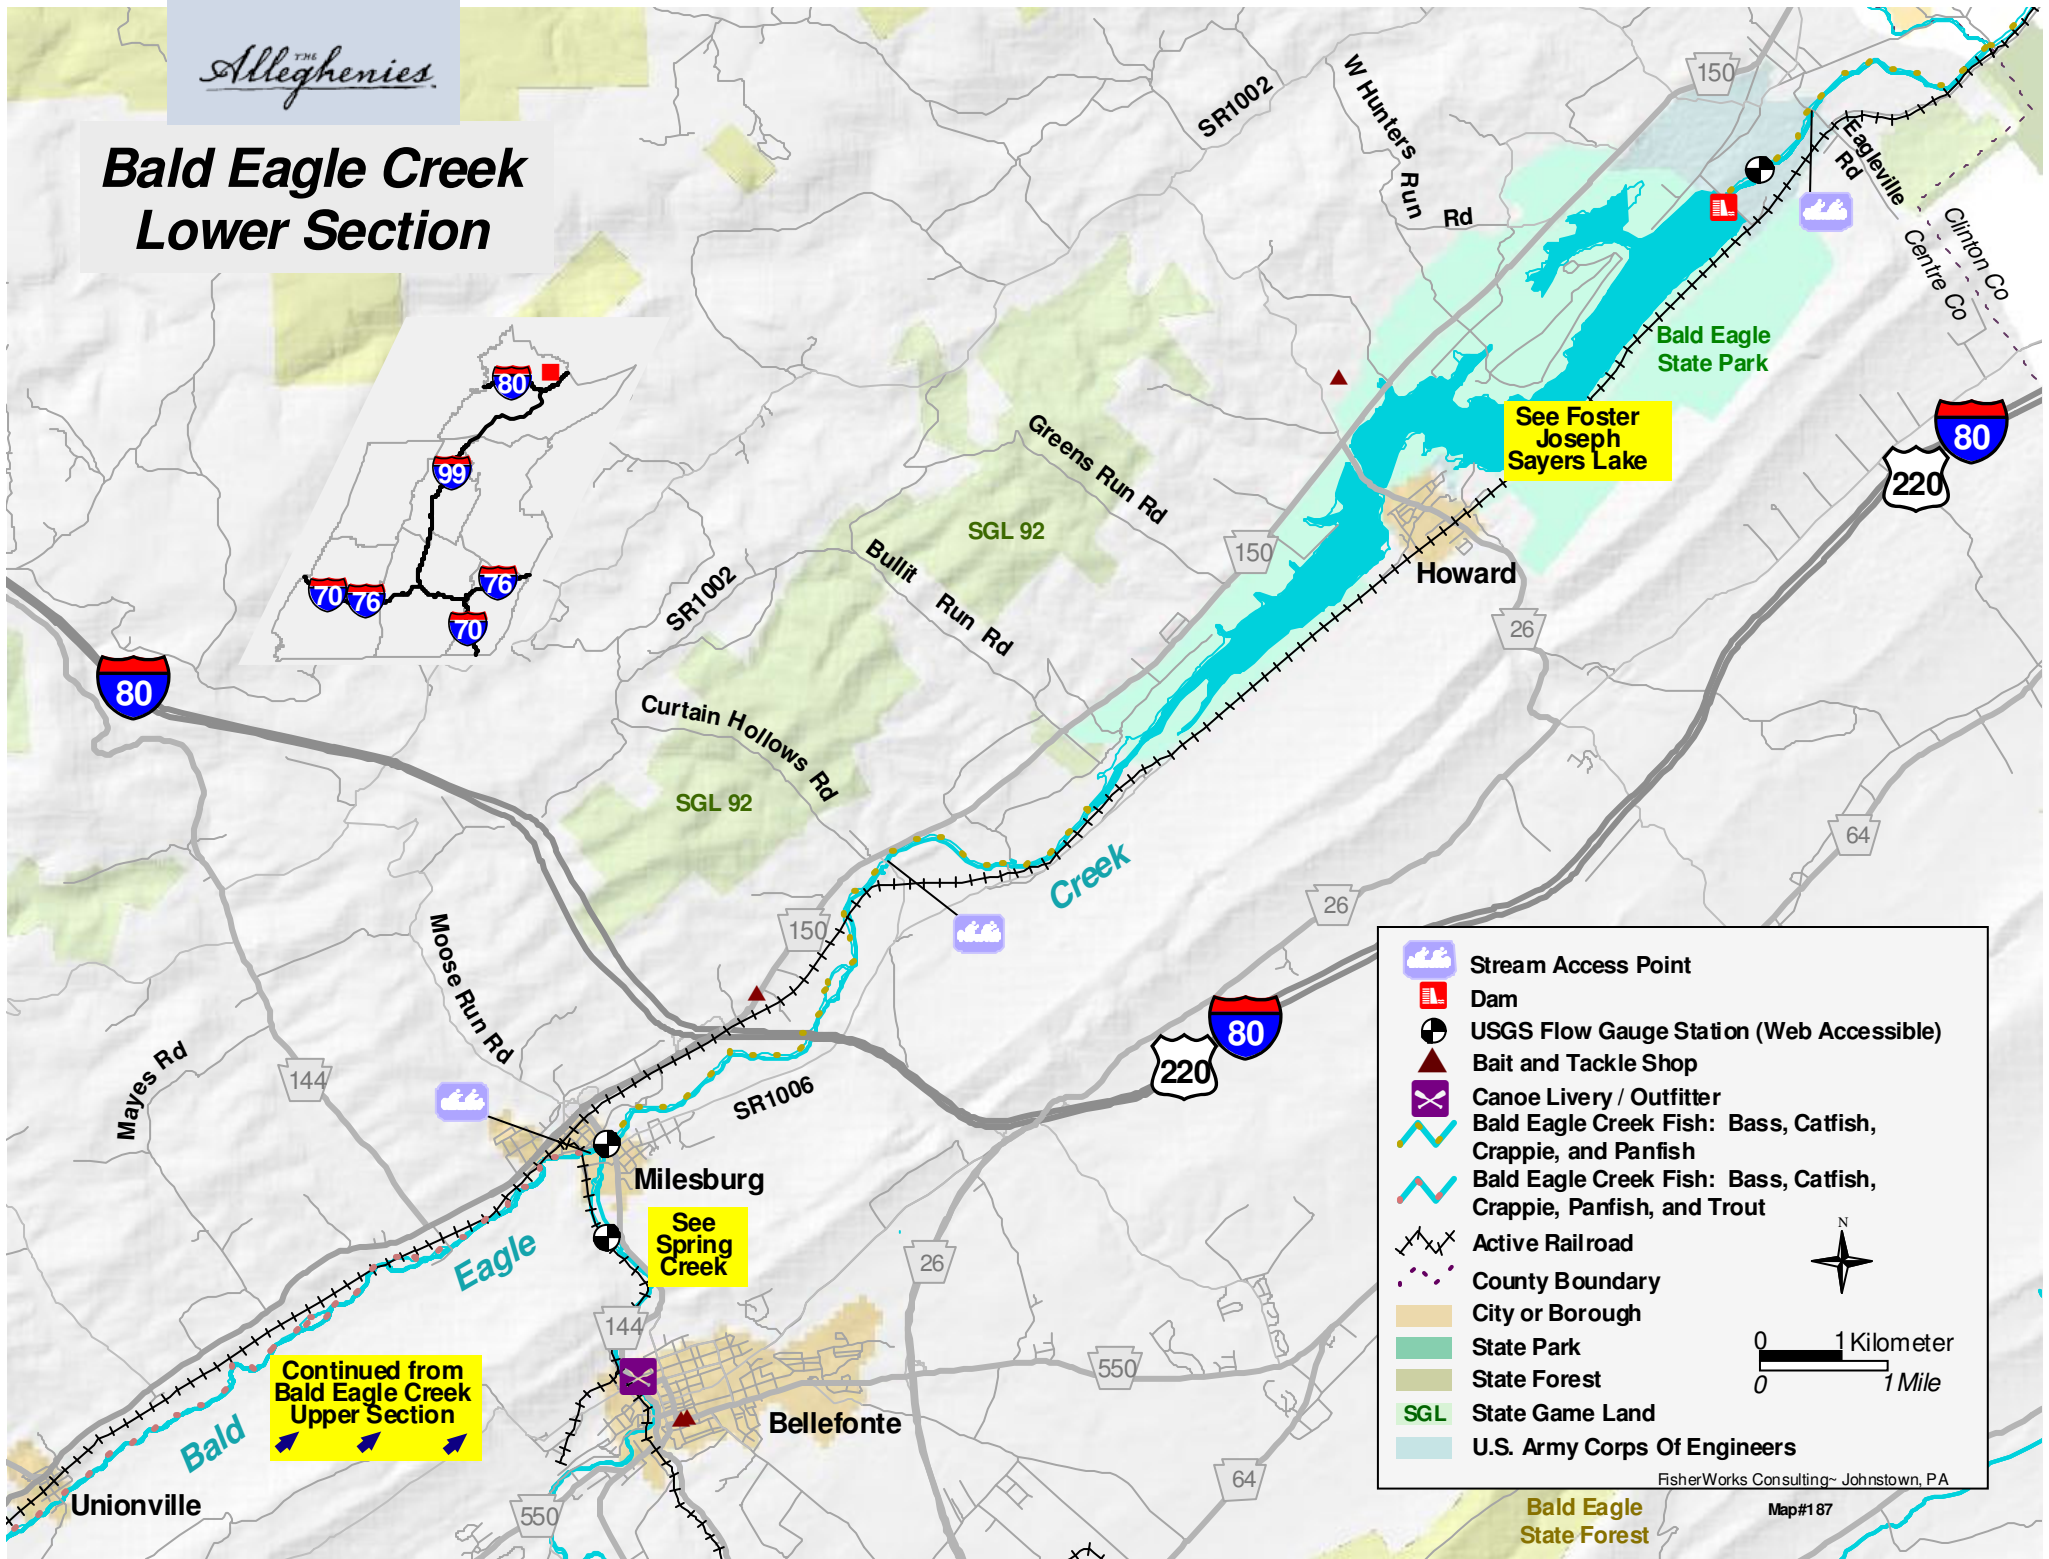 THE
Alleghenies
Bald Eagle Creek
Lower Section
SR1002
W Hunters
Run
Rd
150
Eagleville
Rd
Clinton Co
Centre Co
Bald Eagle
State Park
80
220
See Foster
Joseph
Sayers Lake
80
99
70
76
76
70
Greens Run Rd
SGL 92
150
Howard
Bullit
Run Rd
SR1002
26
80
Curtain Hollows Rd
SGL 92
64
Creek
26
150
Moose Run Rd
80
220
SR1006
Mayes Rd
144
Milesburg
See
Spring
Creek
Eagle
26
144
550
Continued from
Bald Eagle Creek
Upper Section
Bald
Bellefonte
Unionville
550
64
Stream Access Point
Dam
USGS Flow Gauge Station (Web Accessible)
Bait and Tackle Shop
Canoe Livery / Outfitter
Bald Eagle Creek Fish: Bass, Catfish,
Crappie, and Panfish
Bald Eagle Creek Fish: Bass, Catfish,
Crappie, Panfish, and Trout
Active Railroad
County Boundary
City or Borough
State Park
State Forest
SGL State Game Land
U.S. Army Corps Of Engineers
N
0 1 Kilometer
0 1 Mile
FisherWorks Consulting~ Johnstown, PA
Bald Eagle
State Forest
Map#187